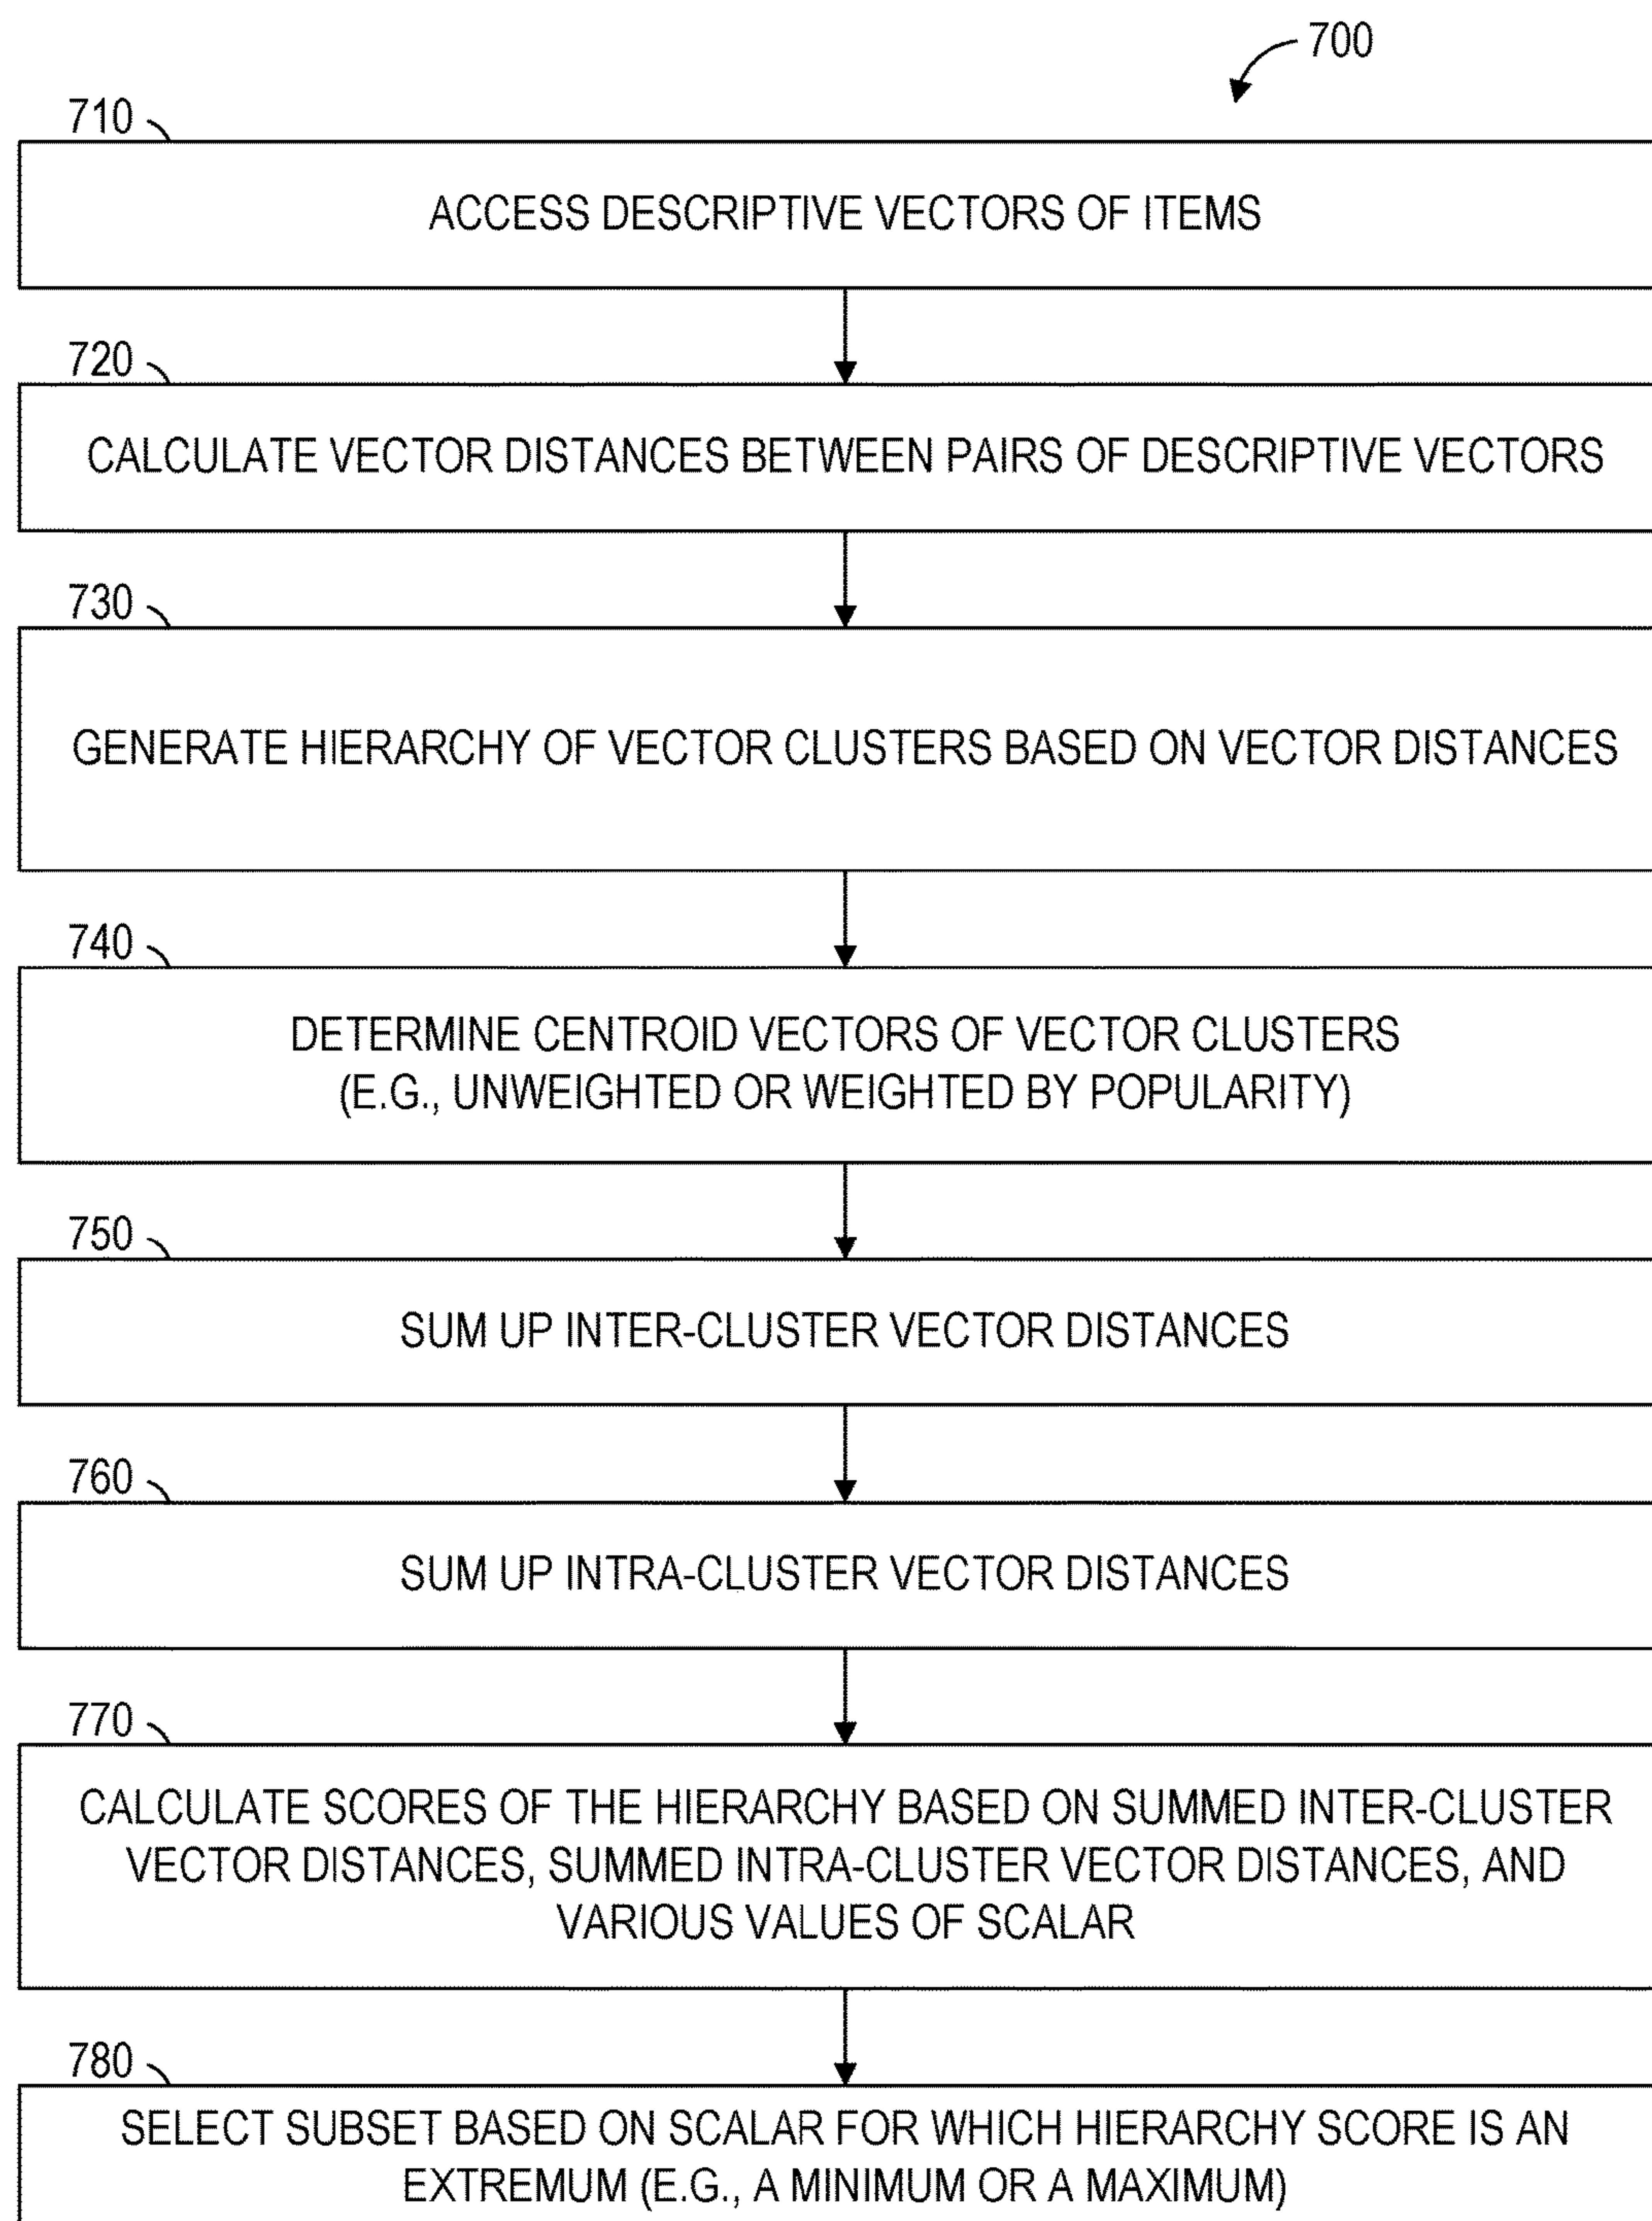 700
710
ACCESS DESCRIPTIVE VECTORS OF ITEMS
720
CALCULATE VECTOR DISTANCES BETWEEN PAIRS OF DESCRIPTIVE VECTORS
730
GENERATE HIERARCHY OF VECTOR CLUSTERS BASED ON VECTOR DISTANCES
740
DETERMINE CENTROID VECTORS OF VECTOR CLUSTERS
(E.G., UNWEIGHTED OR WEIGHTED BY POPULARITY)
750
SUM UP INTER-CLUSTER VECTOR DISTANCES
760
SUM UP INTRA-CLUSTER VECTOR DISTANCES
770
CALCULATE SCORES OF THE HIERARCHY BASED ON SUMMED INTER-CLUSTER
VECTOR DISTANCES, SUMMED INTRA-CLUSTER VECTOR DISTANCES, AND
VARIOUS VALUES OF SCALAR
780
SELECT SUBSET BASED ON SCALAR FOR WHICH HIERARCHY SCORE IS AN
EXTREMUM (E.G., A MINIMUM OR A MAXIMUM)